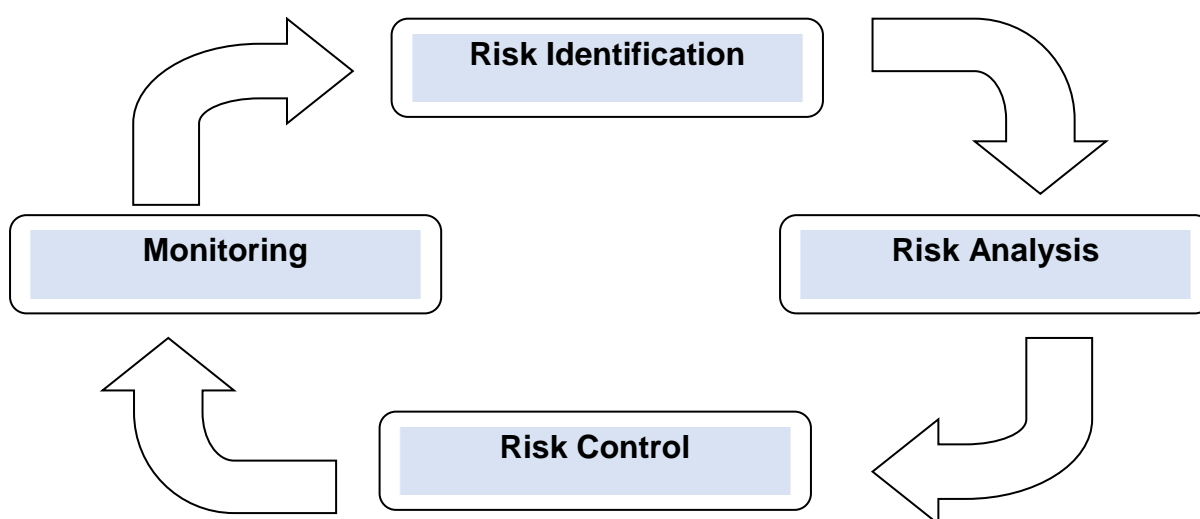 Risk Identification
Monitoring
Risk Analysis
Risk Control